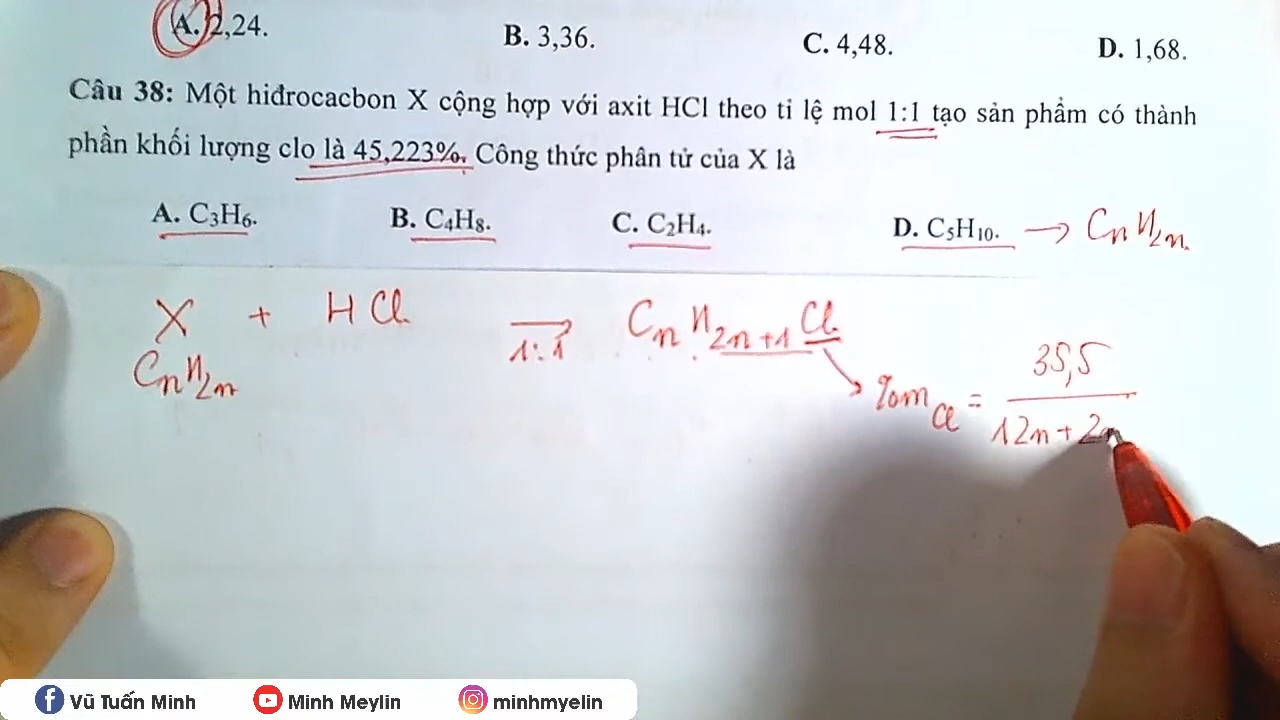 A. 2,24. B. 3,36. C. 4,48. D. 1,68.
Câu 38: Một hiđrocacbon X cộng hợp với axit HCl theo tỉ lệ mol 1:1 tạo sản phẩm có thành
phần khối lượng clo là 45,223%. Công thức phân tử của X là
A. C₃H₆. B. C₄H₈. C. C₂H₄. D. C₅H₁₀. → CnH2n.
X + HCl → 1:1 CnH2n+1Cl
CnH2n
%mCl = 35,5
12n + 2n
Vũ Tuấn Minh Minh Meylin minhmyelin